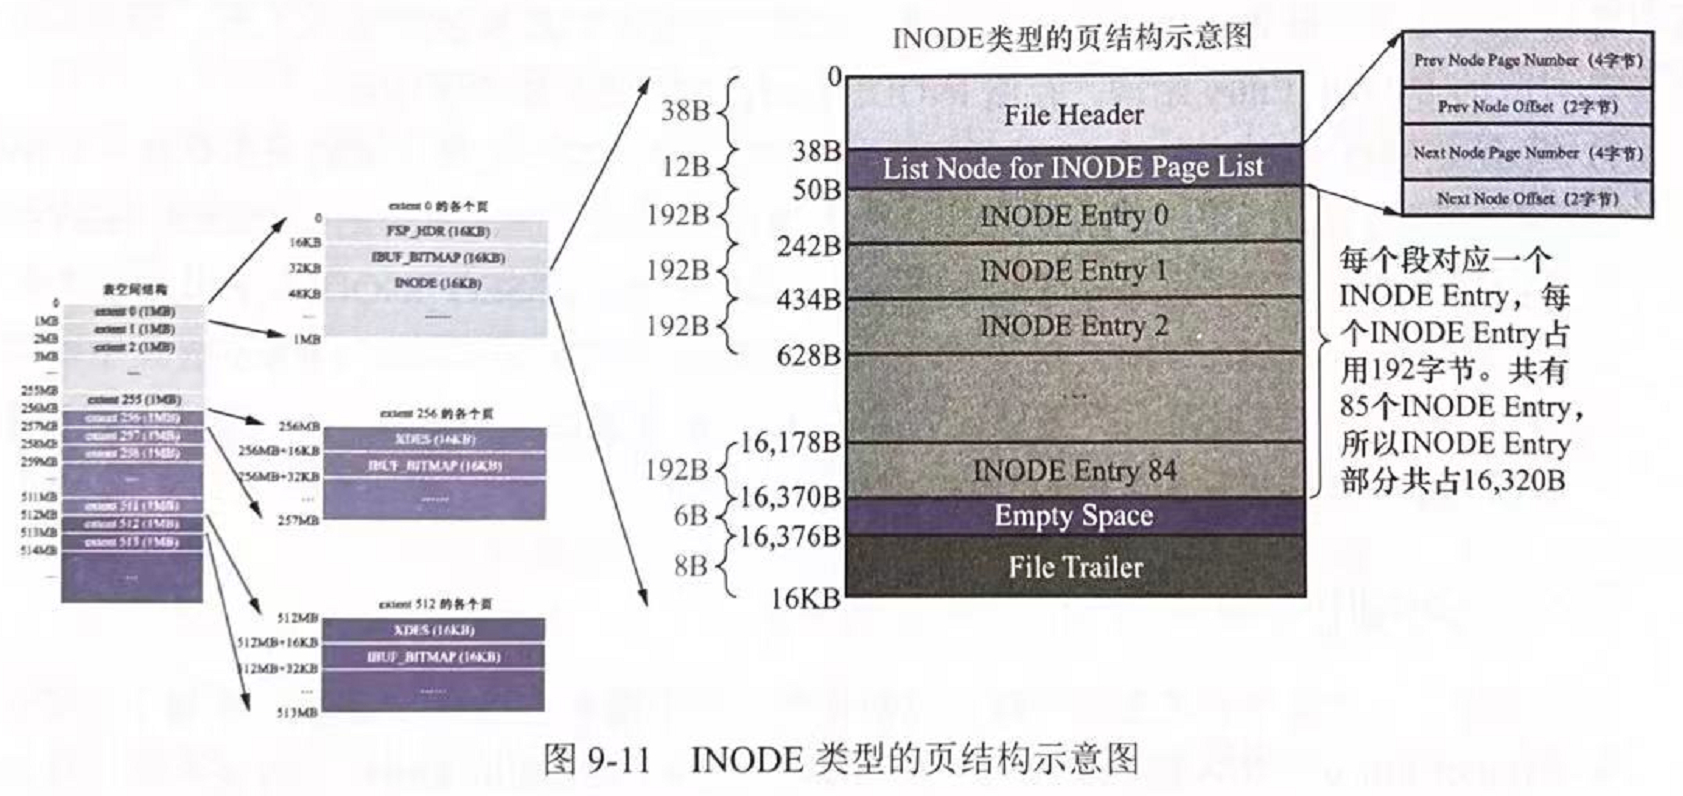 INODE类型的页结构示意图
0
38B
File Header
38B
12B
List Node for INODE Page List
50B
192B
INODE Entry 0
242B
192B
INODE Entry 1
434B
192B
INODE Entry 2
628B
...
16,178B
192B
INODE Entry 84
16,370B
6B
Empty Space
16,376B
8B
File Trailer
16KB
Prev Node Page Number（4字节）
Prev Node Offset（2字节）
Next Node Page Number（4字节）
Next Node Offset（2字节）
每个段对应一个
INODE Entry，每
个INODE Entry占
用192字节。共有
85个INODE Entry，
所以INODE Entry
部分共占16,320B
extent 0 的各个页
0
FSP_HDR (16KB)
16KB
IBUF_BITMAP (16KB)
32KB
INODE (16KB)
48KB
......
...
1MB
表空间结构
0
extent 0 (1MB)
1MB
extent 1 (1MB)
2MB
extent 2 (1MB)
3MB
...
255MB
extent 255 (1MB)
256MB
extent 256 (1MB)
257MB
extent 257 (1MB)
258MB
extent 258 (1MB)
259MB
...
511MB
extent 511 (1MB)
512MB
extent 512 (1MB)
513MB
extent 513 (1MB)
514MB
...
extent 256 的各个页
256MB
XDES (16KB)
256MB+16KB
IBUF_BITMAP (16KB)
256MB+32KB
......
...
257MB
extent 512 的各个页
512MB
XDES (16KB)
512MB+16KB
IBUF_BITMAP (16KB)
512MB+32KB
......
...
513MB
图 9-11 INODE 类型的页结构示意图